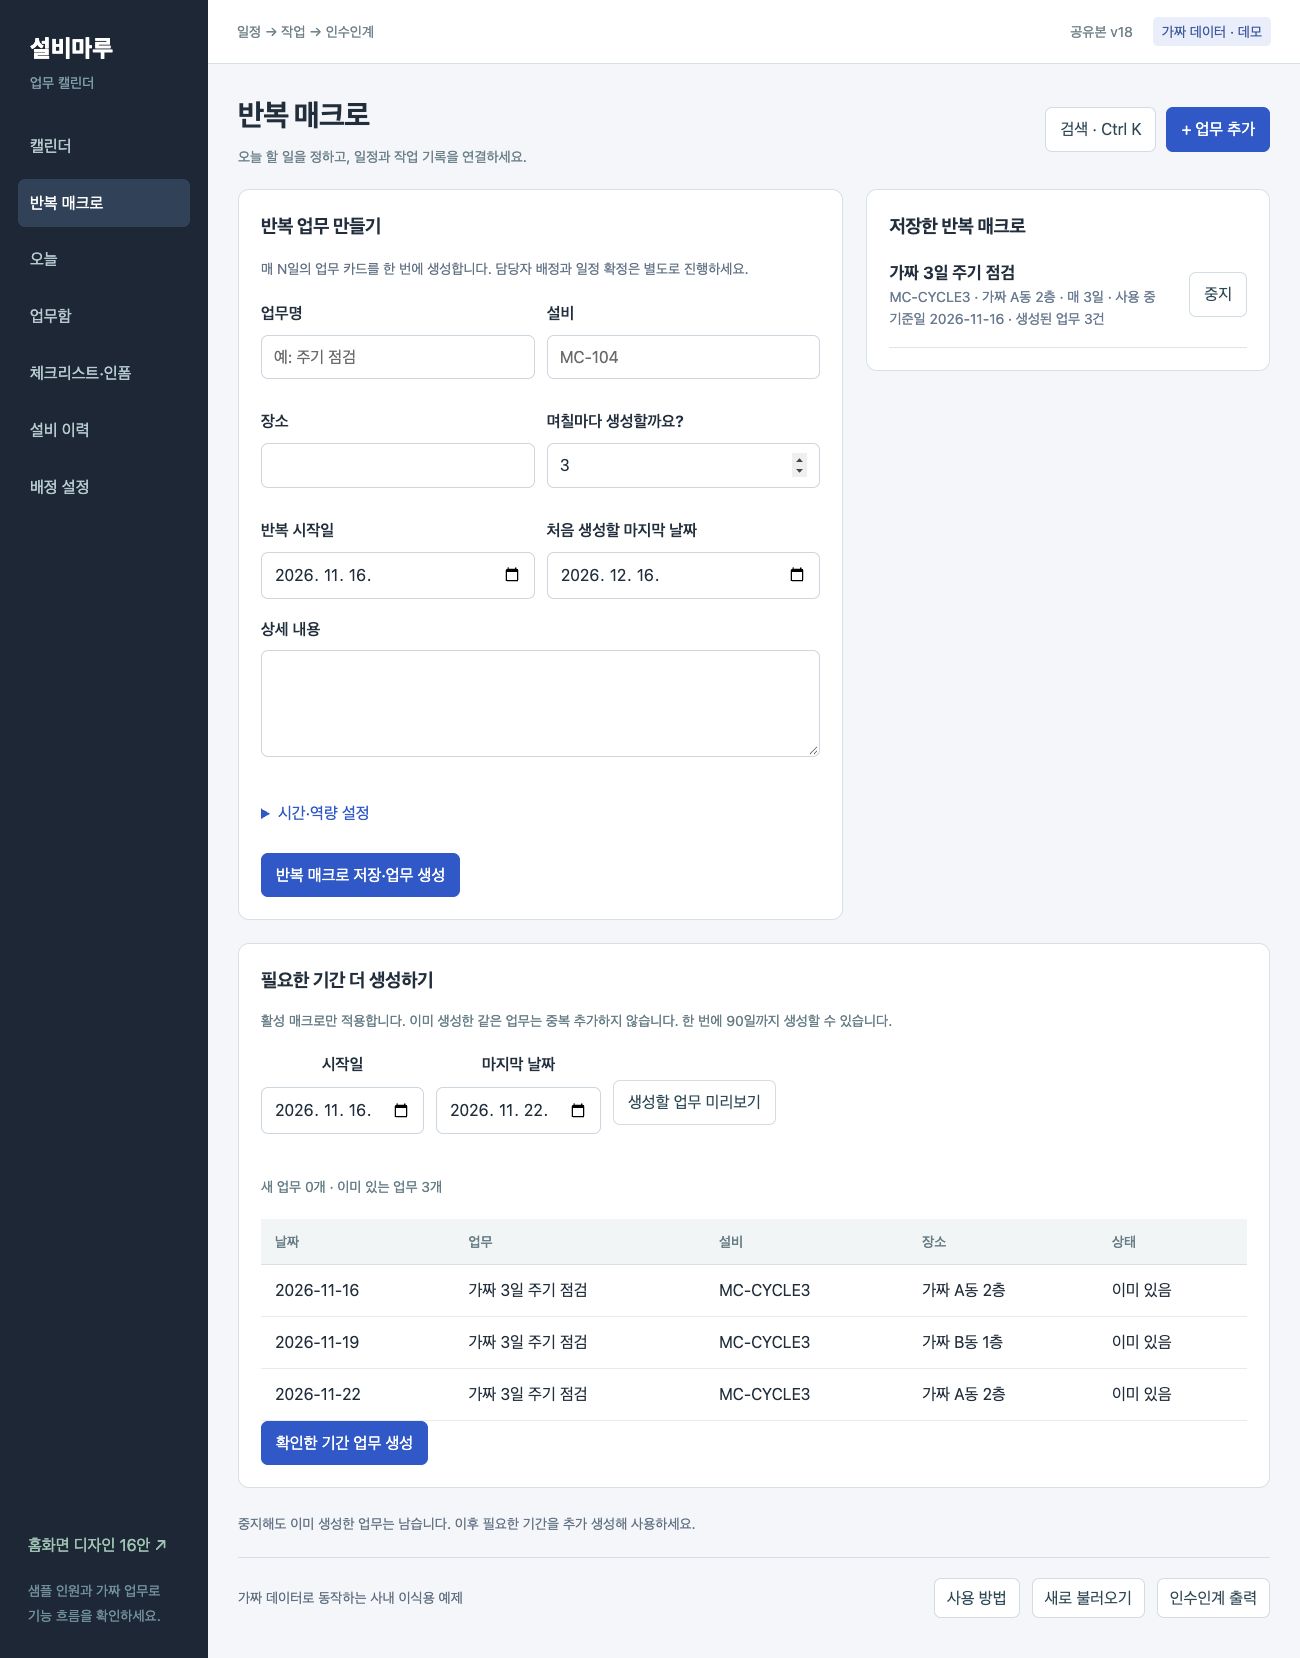 설비마루
업무 캘린더
캘린더
반복 매크로
오늘
업무함
체크리스트·인폼
설비 이력
배정 설정
홈화면 디자인 16안 ↗
샘플 인원과 가짜 업무로
기능 흐름을 확인하세요.
일정 → 작업 → 인수인계
공유본 v18
가짜 데이터 · 데모
반복 매크로
오늘 할 일을 정하고, 일정과 작업 기록을 연결하세요.
검색 · Ctrl K
+ 업무 추가
반복 업무 만들기
매 N일의 업무 카드를 한 번에 생성합니다. 담당자 배정과 일정 확정은 별도로 진행하세요.
업무명
설비
예: 주기 점검
MC-104
장소
며칠마다 생성할까요?
3
반복 시작일
처음 생성할 마지막 날짜
2026. 11. 16.
2026. 12. 16.
상세 내용
▶ 시간·역량 설정
반복 매크로 저장·업무 생성
저장한 반복 매크로
가짜 3일 주기 점검
MC-CYCLE3 · 가짜 A동 2층 · 매 3일 · 사용 중
기준일 2026-11-16 · 생성된 업무 3건
중지
필요한 기간 더 생성하기
활성 매크로만 적용합니다. 이미 생성한 같은 업무는 중복 추가하지 않습니다. 한 번에 90일까지 생성할 수 있습니다.
시작일
마지막 날짜
2026. 11. 16.
2026. 11. 22.
생성할 업무 미리보기
새 업무 0개 · 이미 있는 업무 3개
날짜 업무 설비 장소 상태
2026-11-16 가짜 3일 주기 점검 MC-CYCLE3 가짜 A동 2층 이미 있음
2026-11-19 가짜 3일 주기 점검 MC-CYCLE3 가짜 B동 1층 이미 있음
2026-11-22 가짜 3일 주기 점검 MC-CYCLE3 가짜 A동 2층 이미 있음
확인한 기간 업무 생성
중지해도 이미 생성한 업무는 남습니다. 이후 필요한 기간을 추가 생성해 사용하세요.
가짜 데이터로 동작하는 사내 이식용 예제
사용 방법
새로 불러오기
인수인계 출력